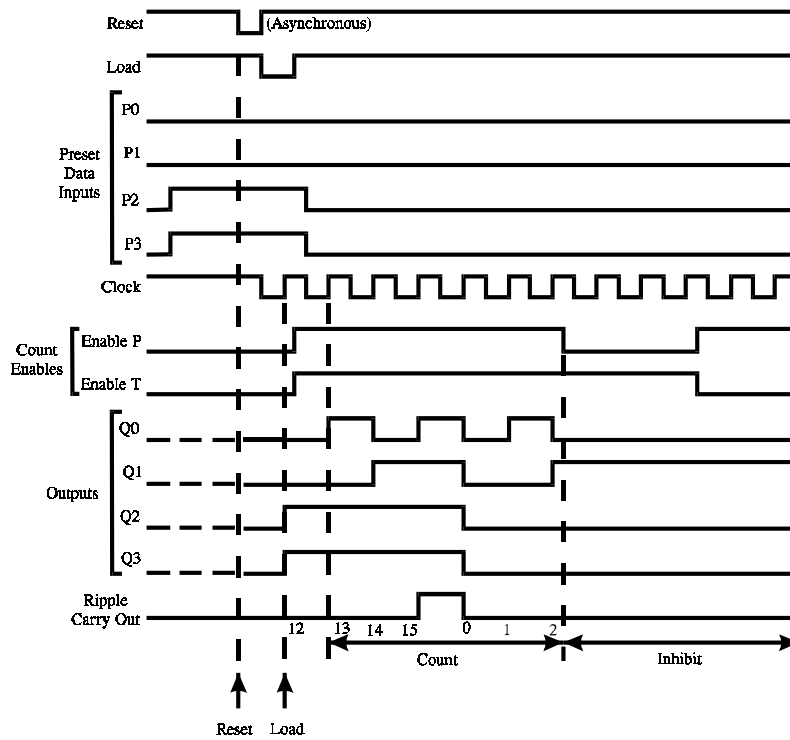 Reset
(Asynchronous)
Load
P0
P1
Preset
Data
Inputs
P2
P3
Clock
Enable P
Count
Enables
Enable T
Q0
Q1
Outputs
Q2
Q3
Ripple
Carry Out
12 13 14 15 0 1 2
Count
Inhibit
Reset Load